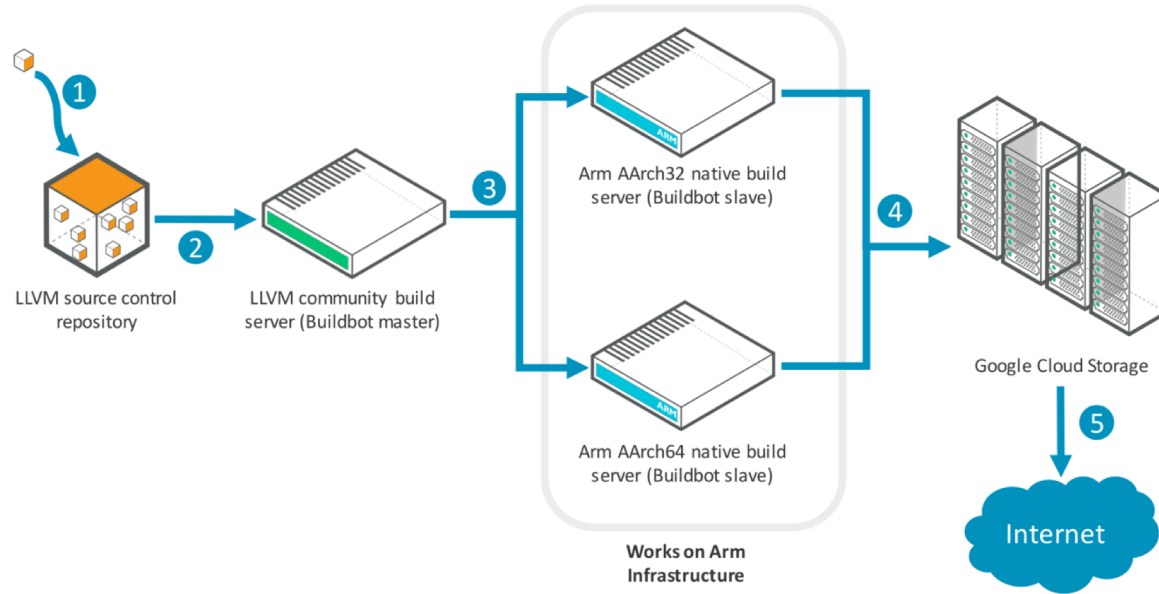 1
LLVM source control
repository
2
LLVM community build
server (Buildbot master)
3
ARM
Arm AArch32 native build
server (Buildbot slave)
ARM
Arm AArch64 native build
server (Buildbot slave)
Works on Arm
Infrastructure
4
Google Cloud Storage
5
Internet